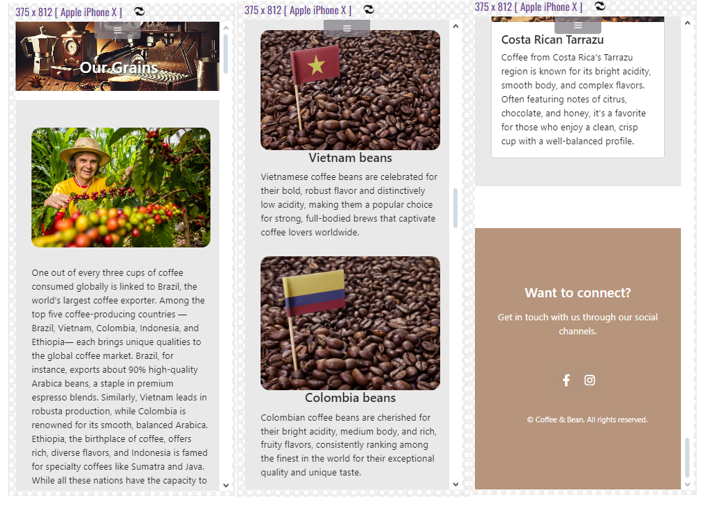 375 x 812 [ Apple iPhone X ]
Our Grains
One out of every three cups of coffee
consumed globally is linked to Brazil, the
world's largest coffee exporter. Among the
top five coffee-producing countries —
Brazil, Vietnam, Colombia, Indonesia, and
Ethiopia— each brings unique qualities to
the global coffee market. Brazil, for
instance, exports about 90% high-quality
Arabica beans, a staple in premium
espresso blends. Similarly, Vietnam leads in
robusta production, while Colombia is
renowned for its smooth, balanced Arabica.
Ethiopia, the birthplace of coffee, offers
rich, diverse flavors, and Indonesia is famed
for specialty coffees like Sumatra and Java.
While all these nations have the capacity to
375 x 812 [ Apple iPhone X ]
Vietnam beans
Vietnamese coffee beans are celebrated for
their bold, robust flavor and distinctively
low acidity, making them a popular choice
for strong, full-bodied brews that captivate
coffee lovers worldwide.
Colombia beans
Colombian coffee beans are cherished for
their bright acidity, medium body, and rich,
fruity flavors, consistently ranking among
the finest in the world for their exceptional
quality and unique taste.
375 x 812 [ Apple iPhone X ]
Costa Rican Tarrazu
Coffee from Costa Rica's Tarrazu
region is known for its bright acidity,
smooth body, and complex flavors.
Often featuring notes of citrus,
chocolate, and honey, it's a favorite
for those who enjoy a clean, crisp
cup with a well-balanced profile.
Want to connect?
Get in touch with us through our social
channels.
© Coffee & Bean. All rights reserved.